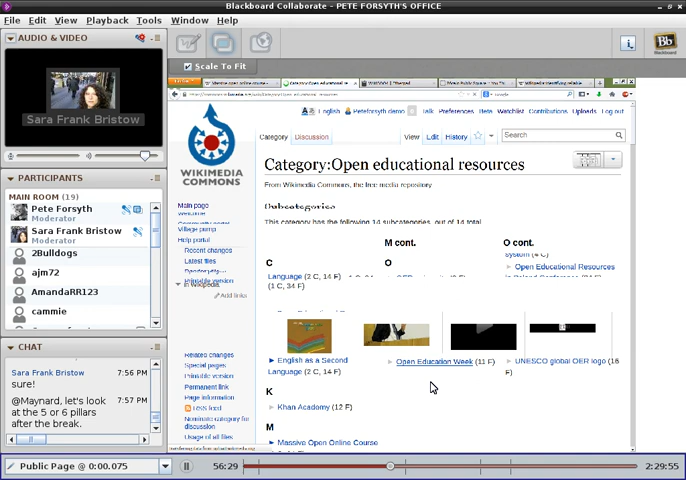 Blackboard Collaborate - PETE FORSYTH'S OFFICE
File Edit View Playback Tools Window Help
AUDIO & VIDEO
Sara Frank Bristow
PARTICIPANTS
MAIN ROOM (19)
Pete Forsyth
Moderator
Sara Frank Bristow
Moderator
2Bulldogs
ajm72
AmandaRR123
cammie
CHAT
Sara Frank Bristow 7:56 PM
sure!
@Maynard, let's look 7:57 PM
at the 5 or 6 pillars
after the break.
Scale To Fit
Bb
Blackboard
English Peteforsyth demo Talk Preferences Beta Watchlist Contributions Uploads Log out
Category Discussion View Edit History Search
WIKIMEDIA
COMMONS
Category:Open educational resources
From Wikimedia Commons, the free media repository
Subcategories
This category has the following 14 subcategories, out of 14 total.
Main page
Welcome
Village pump
Help portal
Recent changes
Latest files
Printable version
In Wikipedia
Add links
Related changes
Special pages
Printable version
Permanent link
Page information
RSS feed
Nominate category for
discussion
Usage of all files
M cont.
O cont.
C
O
Language (2 C, 14 F)
(1 C, 34 F)
system (4 C)
Open Educational Resources
English as a Second
Language (2 C, 14 F)
Open Education Week (11 F)
UNESCO global OER logo (16
F)
K
Khan Academy (12 F)
M
Massive Open Online Course
Public Page @ 0:00.075
56:29
2:29:55